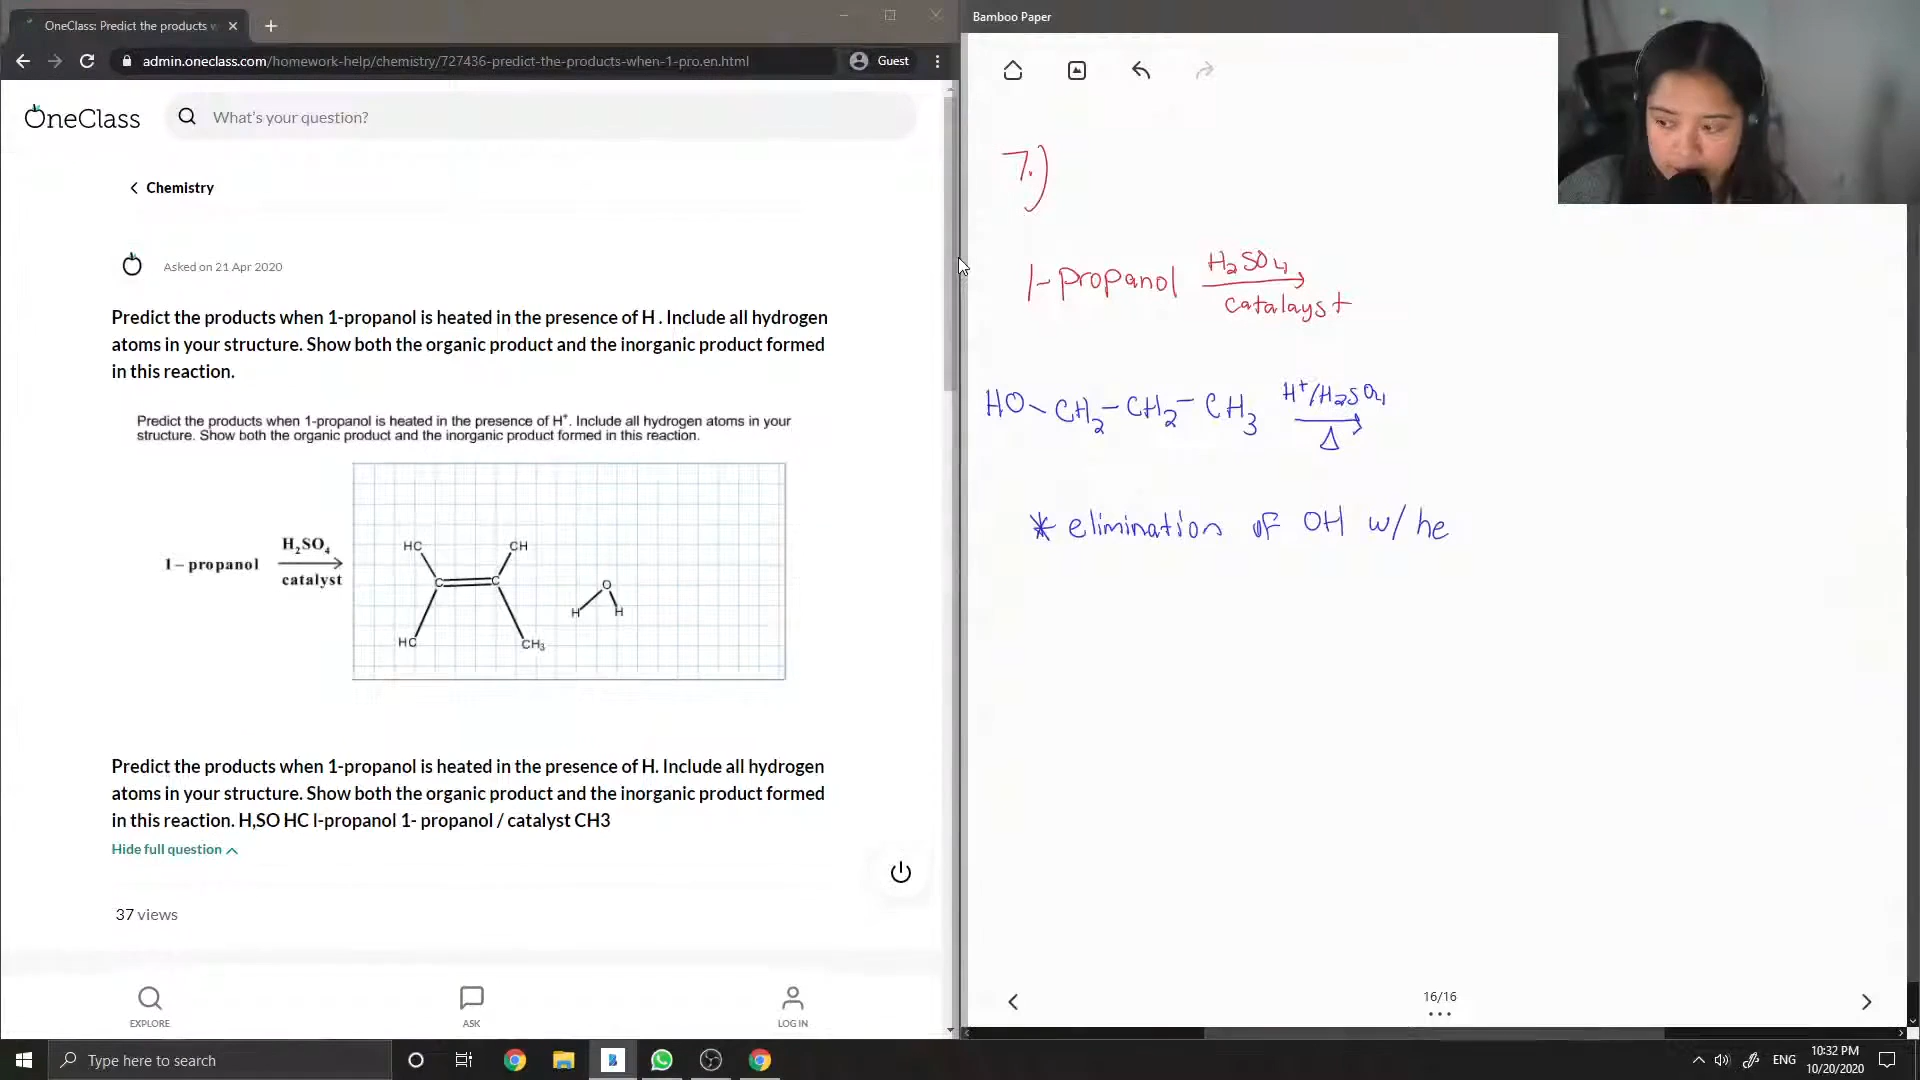 OneClass: Predict the products w
admin.oneclass.com/homework-help/chemistry/727436-predict-the-products-when-1-pro.en.html
Guest
OneClass
What's your question?
Chemistry
Asked on 21 Apr 2020
Predict the products when 1-propanol is heated in the presence of H . Include all hydrogen
atoms in your structure. Show both the organic product and the inorganic product formed
in this reaction.
Predict the products when 1-propanol is heated in the presence of H⁺. Include all hydrogen atoms in your
structure. Show both the organic product and the inorganic product formed in this reaction.
1 – propanol
H₂SO₄
catalyst
HC
CH
C
C
HC
CH₃
O
H
H
Predict the products when 1-propanol is heated in the presence of H. Include all hydrogen
atoms in your structure. Show both the organic product and the inorganic product formed
in this reaction. H,SO HC l-propanol 1- propanol / catalyst CH3
Hide full question
37 views
EXPLORE
ASK
LOG IN
Bamboo Paper
7.)
1-propanol
H₂SO₄
catalayst
HO-CH₂-CH₂-CH₃
H⁺/H₂SO₄
Δ
* elimination of OH w/ he
16/16
Type here to search
ENG
10:32 PM
10/20/2020